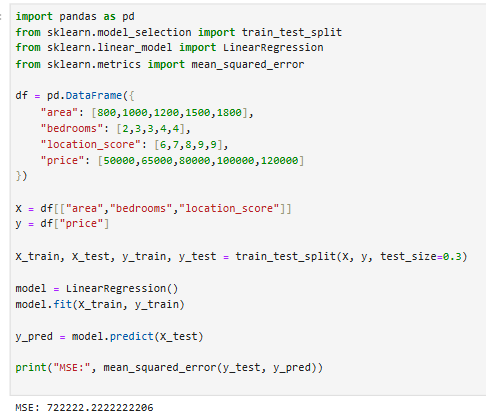 import pandas as pd
from sklearn.model_selection import train_test_split
from sklearn.linear_model import LinearRegression
from sklearn.metrics import mean_squared_error

df = pd.DataFrame({
    "area": [800,1000,1200,1500,1800],
    "bedrooms": [2,3,3,4,4],
    "location_score": [6,7,8,9,9],
    "price": [50000,65000,80000,100000,120000]
})

X = df[["area","bedrooms","location_score"]]
y = df["price"]

X_train, X_test, y_train, y_test = train_test_split(X, y, test_size=0.3)

model = LinearRegression()
model.fit(X_train, y_train)

y_pred = model.predict(X_test)

print("MSE:", mean_squared_error(y_test, y_pred))

MSE: 722222.2222222206